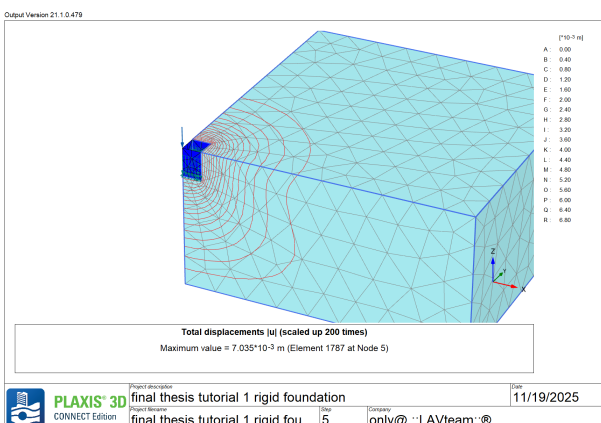 Output Version 21.1.0.479
[*10-3 m]
A : 0.00
B : 0.40
C : 0.80
D : 1.20
E : 1.60
F : 2.00
G : 2.40
H : 2.80
I : 3.20
J : 3.60
K : 4.00
L : 4.40
M : 4.80
N : 5.20
O : 5.60
P : 6.00
Q : 6.40
R : 6.80
Z
Y
X
Total displacements |u| (scaled up 200 times)
Maximum value = 7.035*10-3 m (Element 1787 at Node 5)
PLAXIS® 3D
CONNECT Edition
Project description
final thesis tutorial 1 rigid foundation
Date
11/19/2025
Project filename
final thesis tutorial 1 rigid fou...
Step
5
Company
only@ ::LAVteam::®